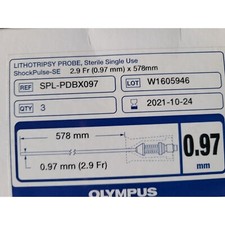 LITHOTRIPSY PROBE, Sterile Single Use
ShockPulse-SE 2.9 Fr (0.97 mm) x 578mm
REF SPL-PDBX097 LOT W1605946
QTY 3 2021-10-24
578 mm
0.97 mm (2.9 Fr)
0.97
mm
OLYMPUS